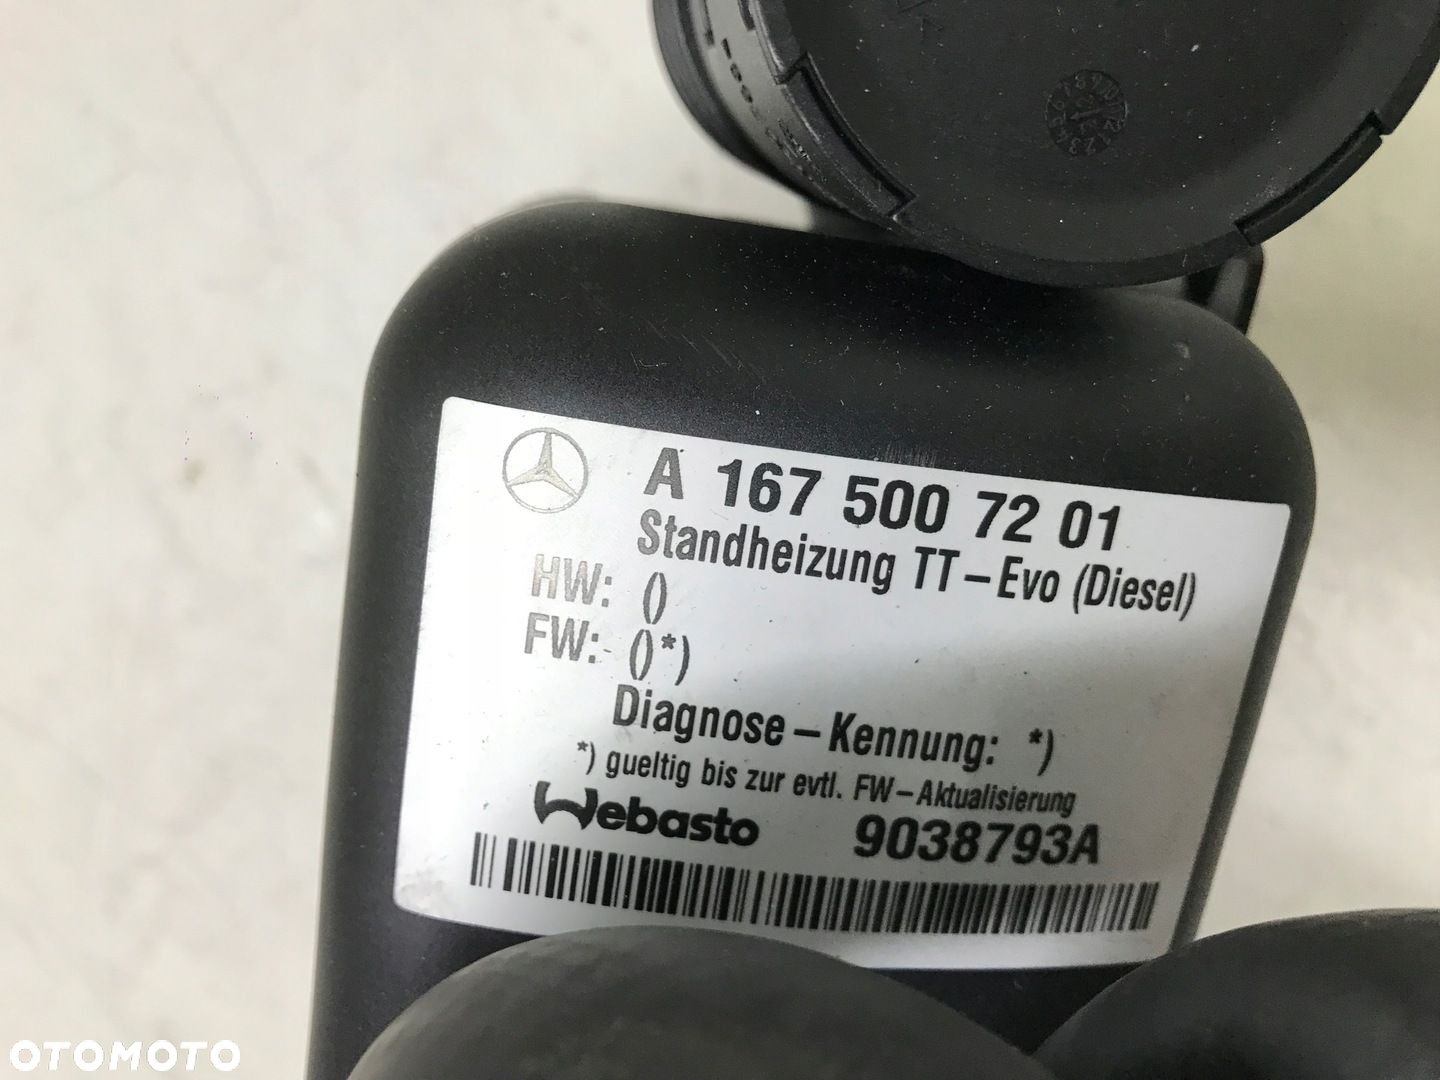 A 167 500 72 01
Standheizung TT-Evo (Diesel)
HW: ()
FW: ()*)
Diagnose-Kennung: *)
*) gueltig bis zur evtl. FW-Aktualisierung
Webasto 9038793A
OTOMOTO